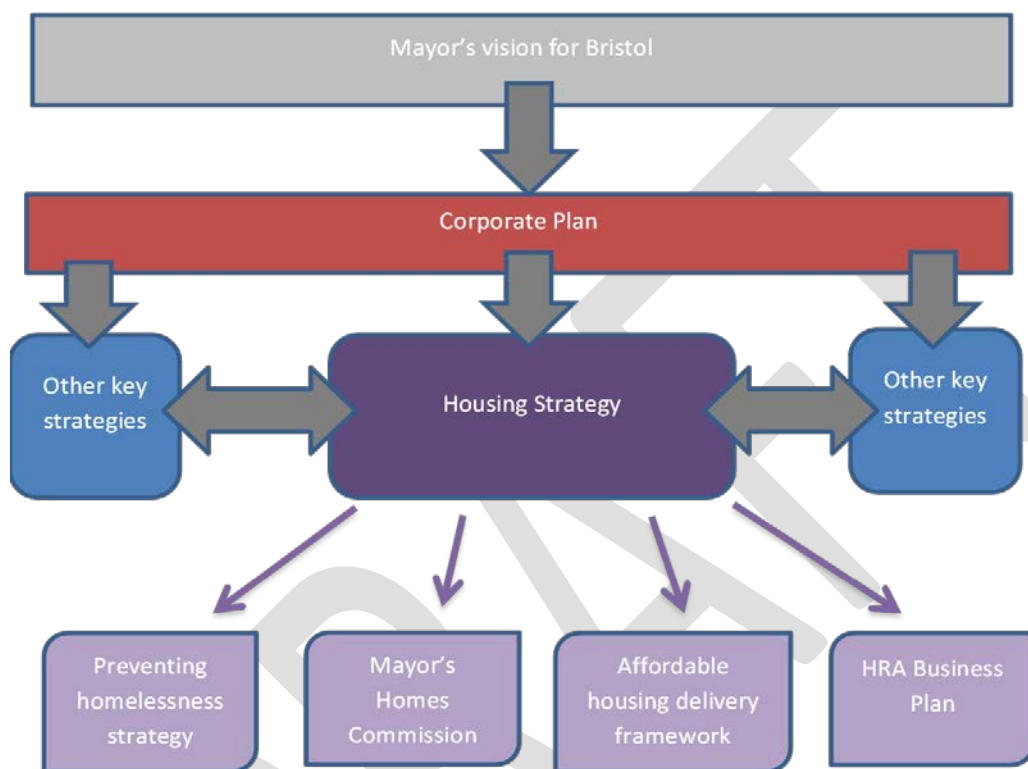 Mayor's vision for Bristol
Corporate Plan
Other key
strategies
Housing Strategy
Other key
strategies
Preventing
homelessness
strategy
Mayor's
Homes
Commission
Affordable
housing delivery
framework
HRA Business
Plan
DRAFT